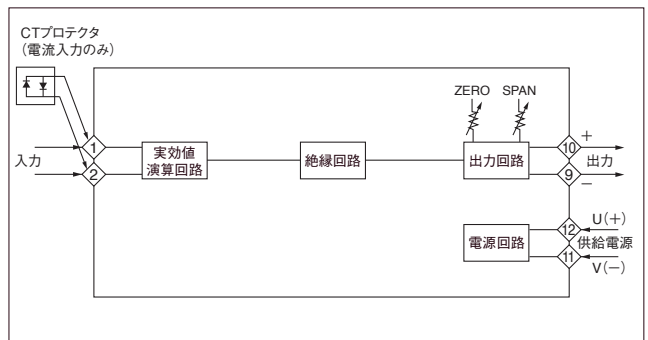 CTプロテクタ
(電流入力のみ)
ZERO SPAN
入力
1
2
実効値
演算回路
絶縁回路
出力回路
10
+
出力
9
−
電源回路
12
U(+)
供給電源
11
V(−)